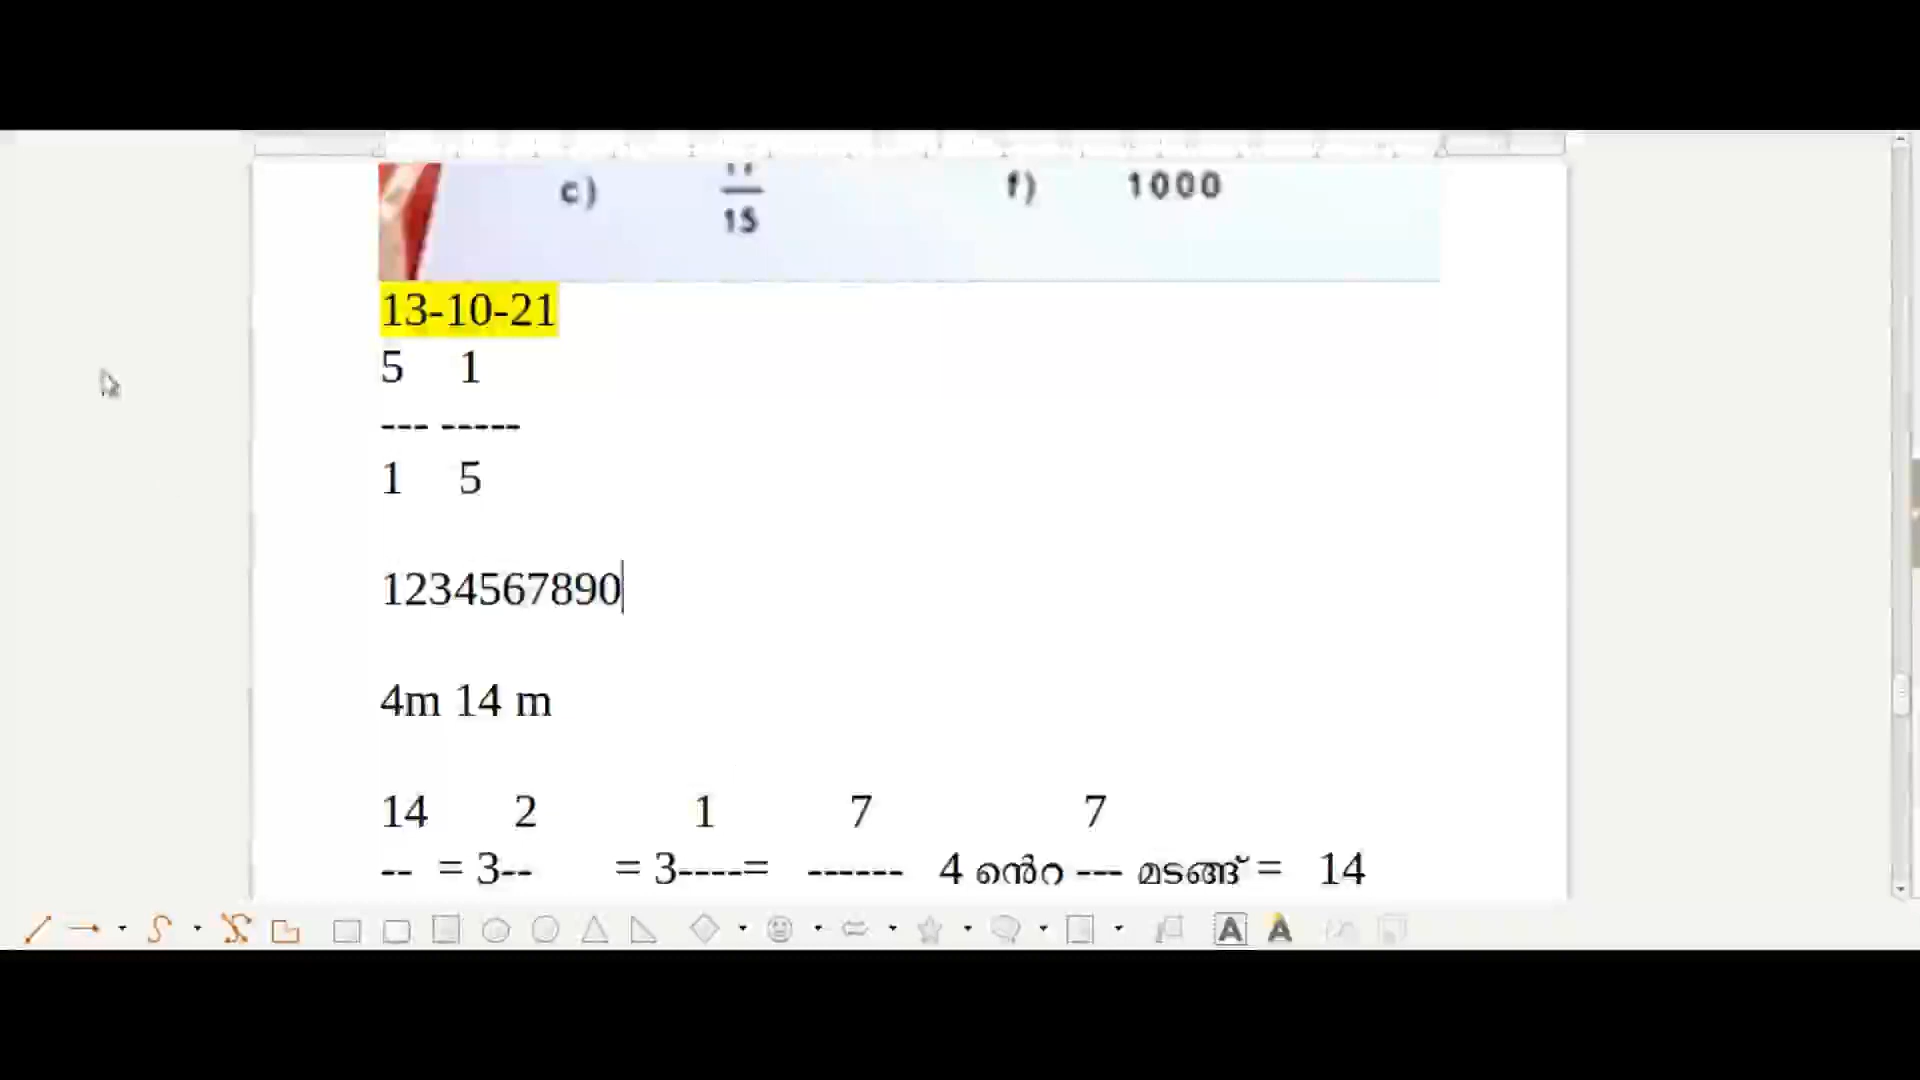 c) f) 1000
15
13-10-21
5 1
--- -----
1 5
1234567890
4m 14 m
14 2 1 7 7
-- = 3-- = 3----= ------ 4 ന്‍റെ --- മടങ്ങ് = 14
A A